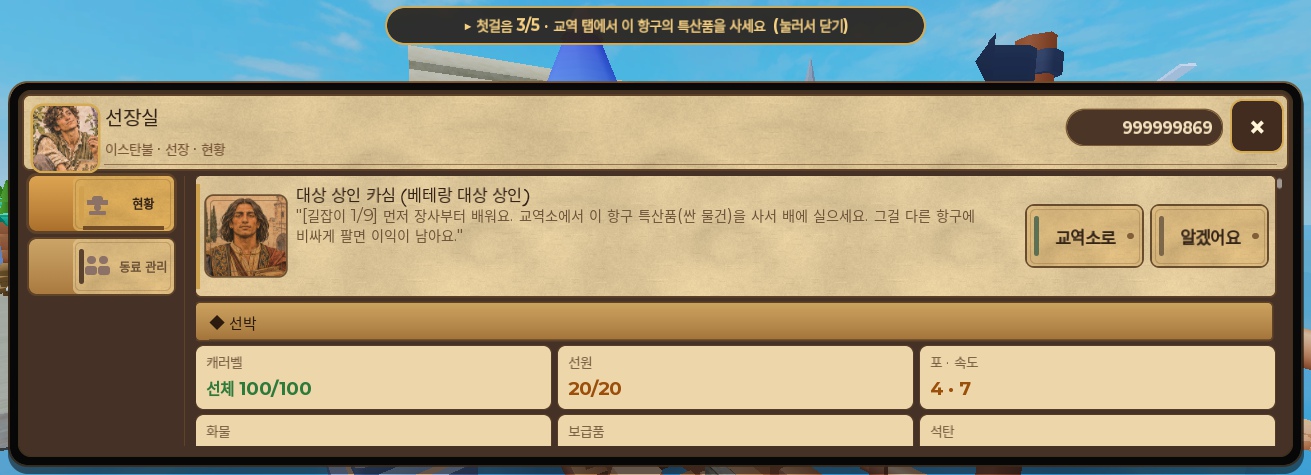 ▸ 첫걸음 3/5 · 교역 탭에서 이 항구의 특산품을 사세요  (눌러서 닫기)
선장실
이스탄불 · 선장 · 현황
999999869
×
현황
동료 관리
대상 상인 카심 (베테랑 대상 상인)
"[길잡이 1/9] 먼저 장사부터 배워요. 교역소에서 이 항구 특산품(싼 물건)을 사서 배에 실으세요. 그걸 다른 항구에
비싸게 팔면 이익이 남아요."
교역소로
알겠어요
◆ 선박
캐러벨
선체 100/100
선원
20/20
포 · 속도
4 · 7
화물
보급품
석탄